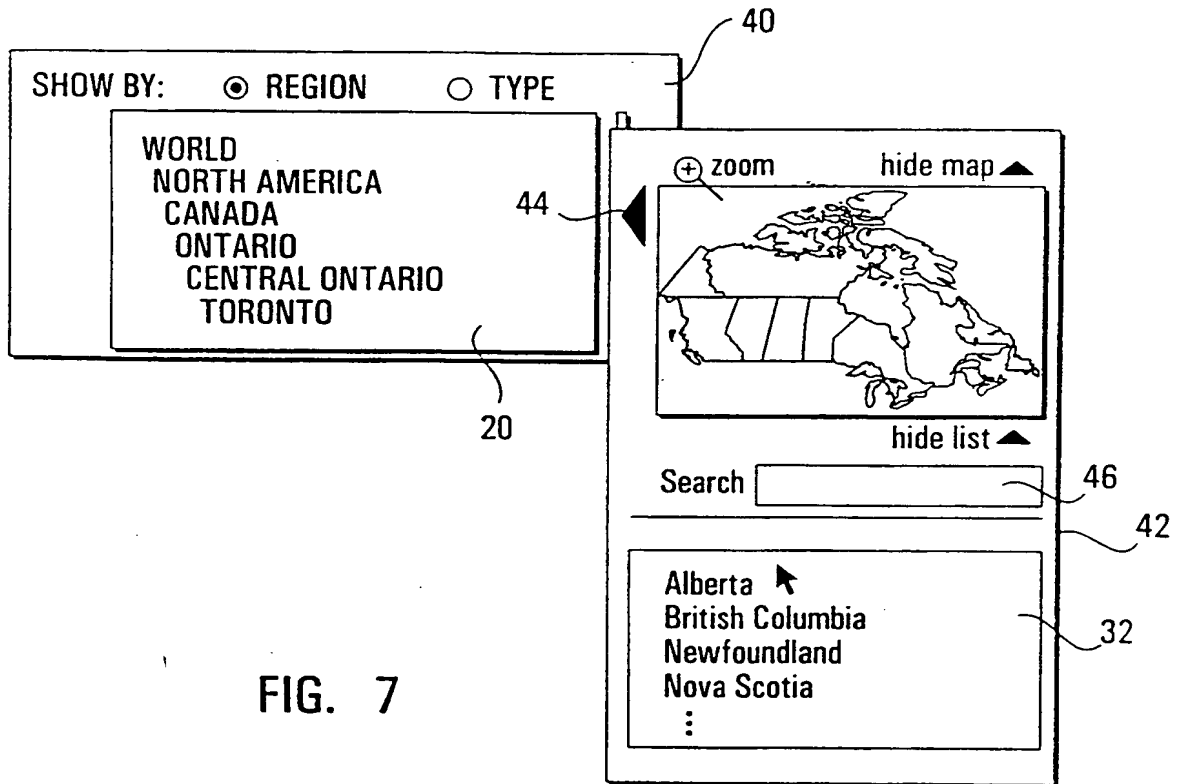 40
SHOW BY: REGION TYPE
WORLD
NORTH AMERICA
CANADA
ONTARIO
CENTRAL ONTARIO
TORONTO
20
44
zoom hide map
hide list
Search
46
42
Alberta
British Columbia
Newfoundland
Nova Scotia
⋮
32
FIG. 7